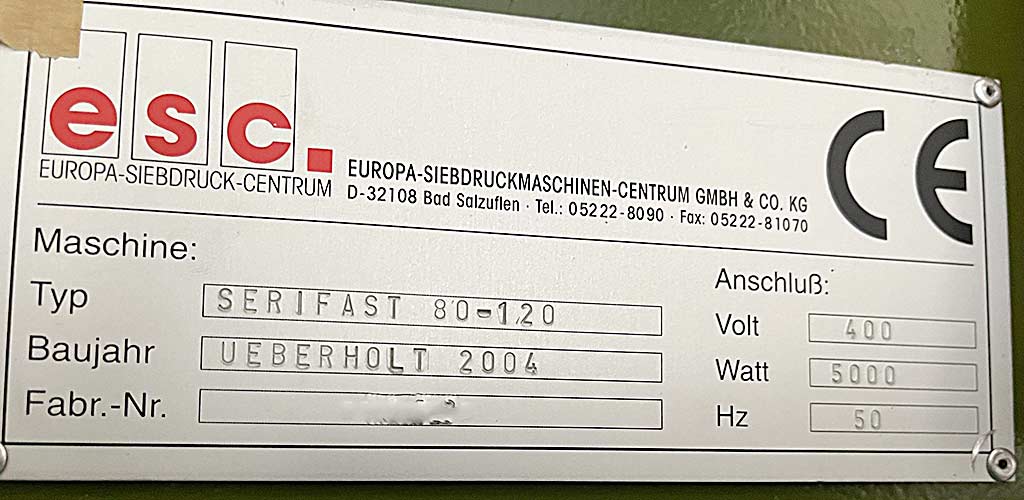 esc.
EUROPA-SIEBDRUCK-CENTRUM
EUROPA-SIEBDRUCKMASCHINEN-CENTRUM GMBH & CO. KG
D-32108 Bad Salzuflen · Tel.: 05222-8090 · Fax: 05222-81070
CE
Maschine:
Typ SERIFAST 80-120
Baujahr UEBERHOLT 2004
Fabr.-Nr.
Anschluß:
Volt 400
Watt 5000
Hz 50